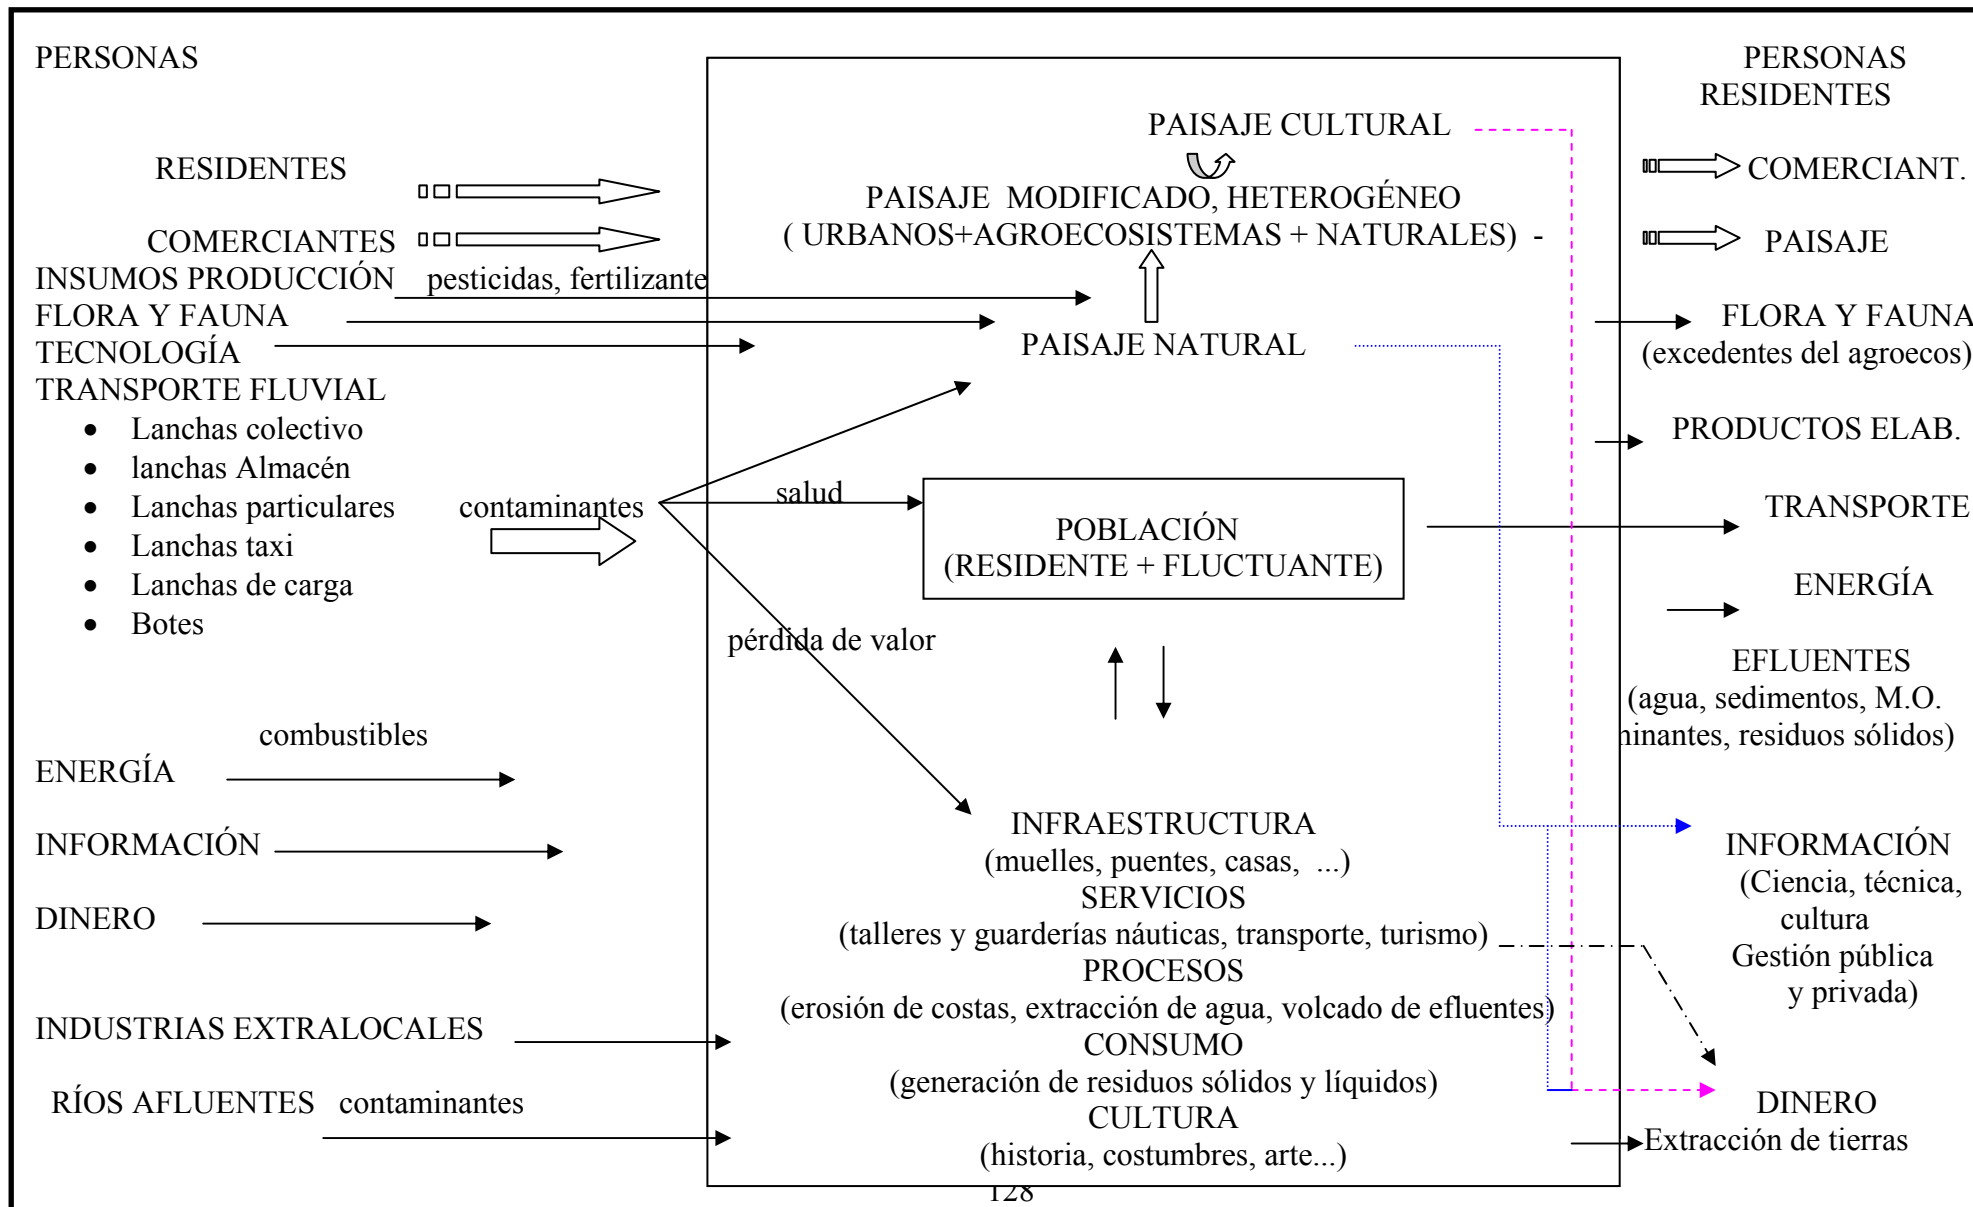 PERSONAS
RESIDENTES
COMERCIANTES
INSUMOS PRODUCCIÓN pesticidas, fertilizante
FLORA Y FAUNA
TECNOLOGÍA
TRANSPORTE FLUVIAL
• Lanchas colectivo
• lanchas Almacén
• Lanchas particulares
• Lanchas taxi
• Lanchas de carga
• Botes
contaminantes
combustibles
ENERGÍA
INFORMACIÓN
DINERO
INDUSTRIAS EXTRALOCALES
RÍOS AFLUENTES contaminantes
PAISAJE CULTURAL
PAISAJE MODIFICADO, HETEROGÉNEO
( URBANOS+AGROECOSISTEMAS + NATURALES) -
PAISAJE NATURAL
salud
POBLACIÓN
(RESIDENTE + FLUCTUANTE)
pérdida de valor
INFRAESTRUCTURA
(muelles, puentes, casas, ...)
SERVICIOS
(talleres y guarderías náuticas, transporte, turismo)
PROCESOS
(erosión de costas, extracción de agua, volcado de efluentes)
CONSUMO
(generación de residuos sólidos y líquidos)
CULTURA
(historia, costumbres, arte...)
128
PERSONAS
RESIDENTES
COMERCIANT.
PAISAJE
FLORA Y FAUNA
(excedentes del agroecos)
PRODUCTOS ELAB.
TRANSPORTE
ENERGÍA
EFLUENTES
(agua, sedimentos, M.O.
residuos sólidos)
INFORMACIÓN
(Ciencia, técnica,
cultura
Gestión pública
y privada)
DINERO
Extracción de tierras